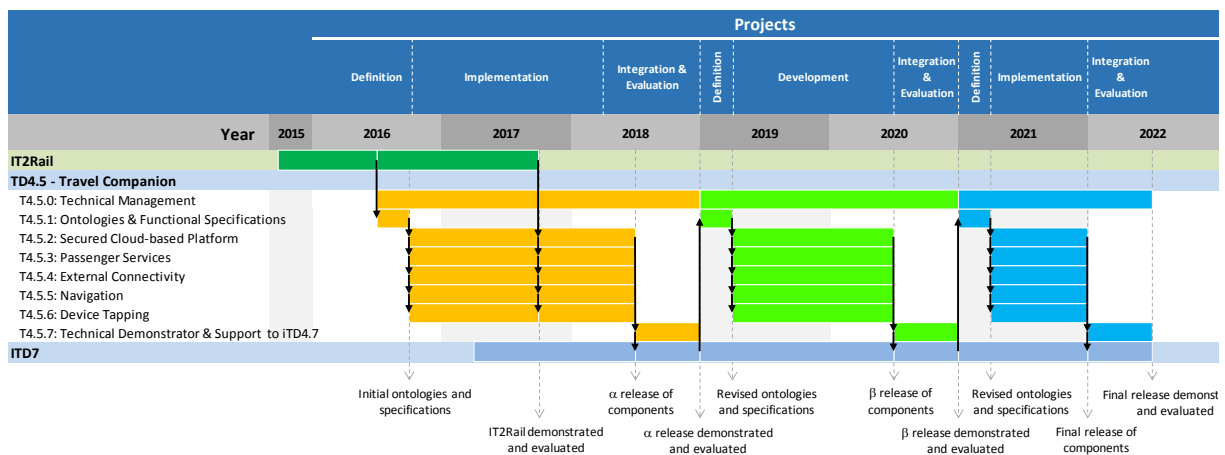 Projects
Definition
Implementation
Integration &
Evaluation
Definition
Development
Integration
&
Evaluation
Definition
Implementation
Integration
&
Evaluation
Year 2015 2016 2017 2018 2019 2020 2021 2022
IT2Rail
TD4.5 - Travel Companion
T4.5.0: Technical Management
T4.5.1: Ontologies & Functional Specifications
T4.5.2: Secured Cloud-based Platform
T4.5.3: Passenger Services
T4.5.4: External Connectivity
T4.5.5: Navigation
T4.5.6: Device Tapping
T4.5.7: Technical Demonstrator & Support to iTD4.7
ITD7
Initial ontologies and
specifications
IT2Rail demonstrated
and evaluated
α release of
components
α release demonstrated
and evaluated
Revised ontologies
and specifications
β release of
components
β release demonstrated
and evaluated
Revised ontologies
and specifications
Final release of
components
Final release demonst
and evaluated